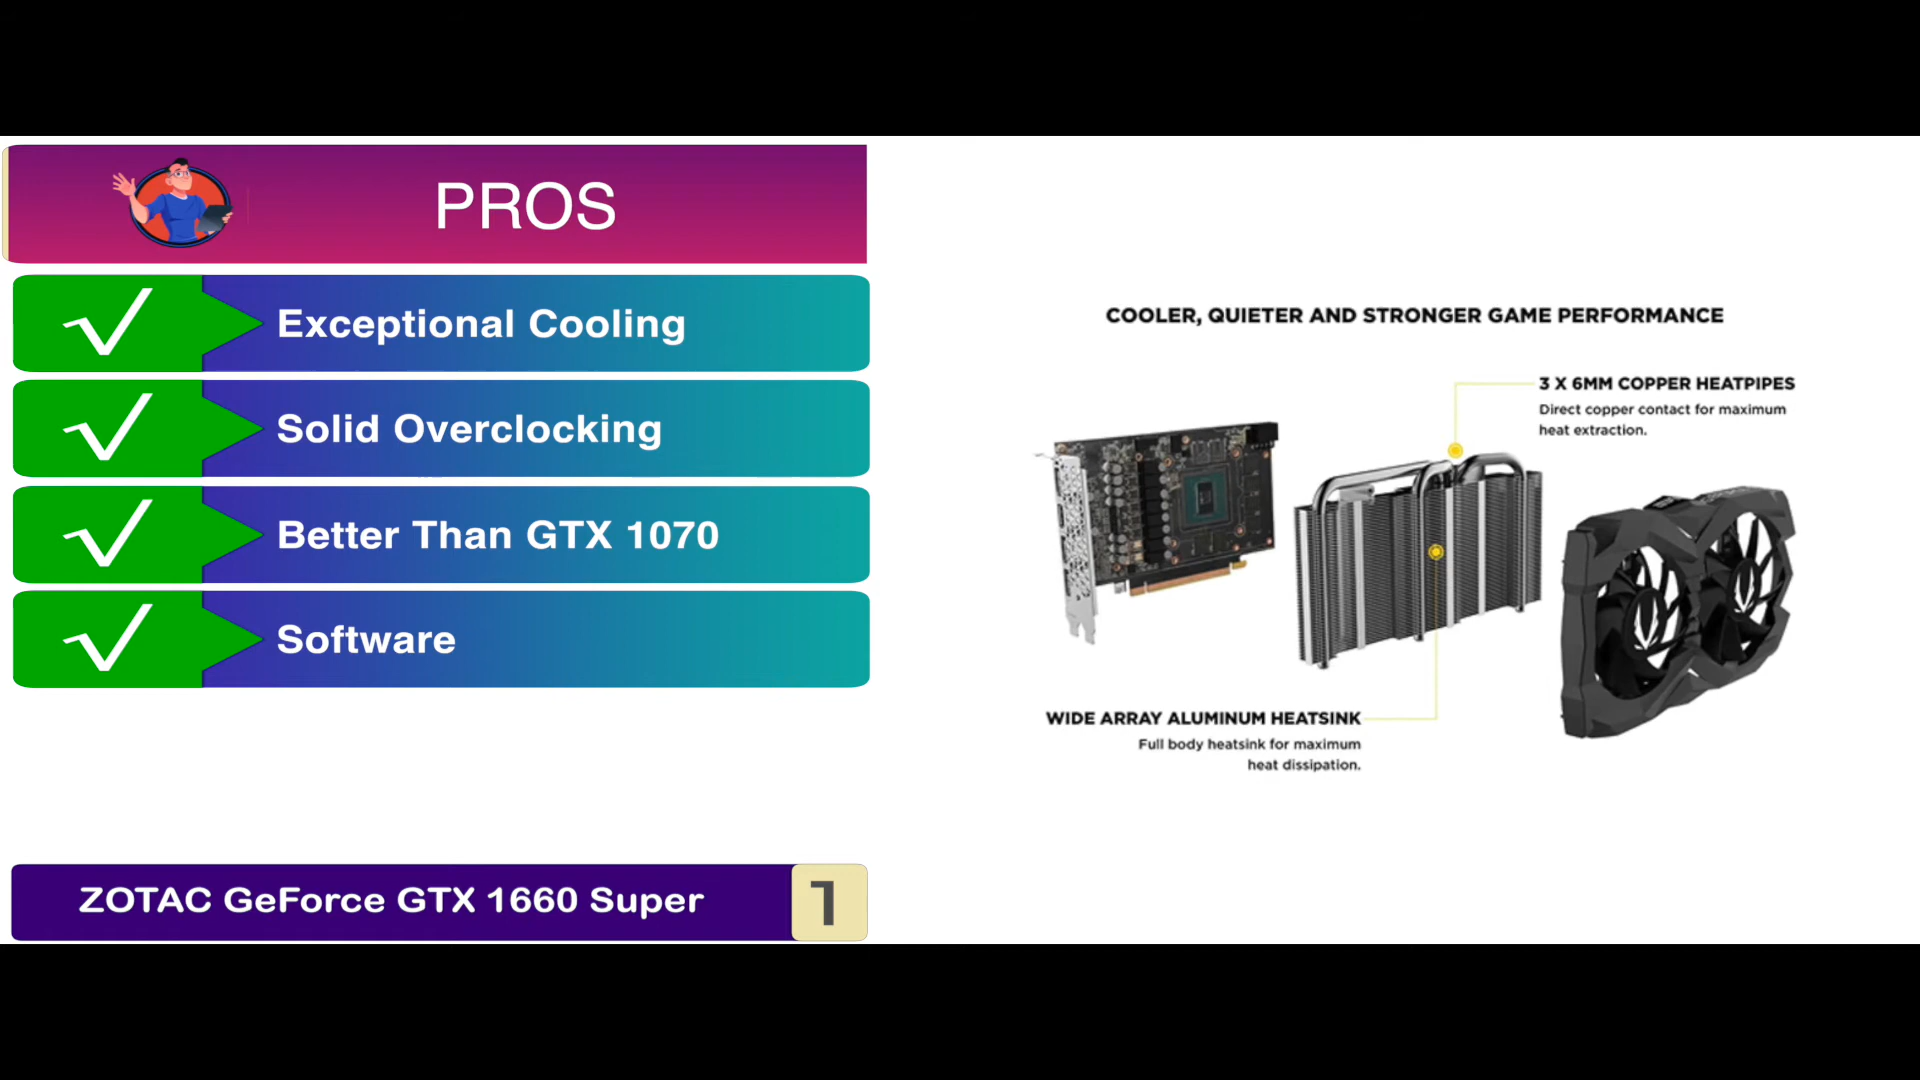 PROS
Exceptional Cooling
Solid Overclocking
Better Than GTX 1070
Software
ZOTAC GeForce GTX 1660 Super
1
COOLER, QUIETER AND STRONGER GAME PERFORMANCE
3 X 6MM COPPER HEATPIPES
Direct copper contact for maximum
heat extraction.
WIDE ARRAY ALUMINUM HEATSINK
Full body heatsink for maximum
heat dissipation.